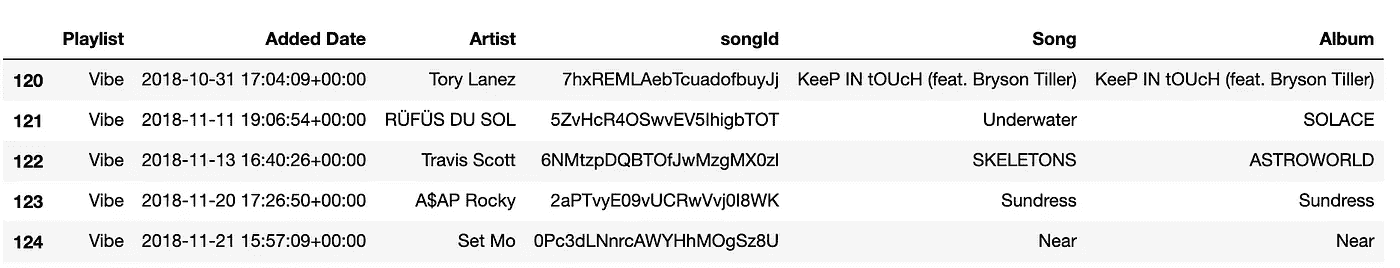 Playlist Added Date Artist songId Song Album
120 Vibe 2018-10-31 17:04:09+00:00 Tory Lanez 7hxREMLAebTcuadofbuyJj KeeP IN tOUcH (feat. Bryson Tiller) KeeP IN tOUcH (feat. Bryson Tiller)
121 Vibe 2018-11-11 19:06:54+00:00 RÜFÜS DU SOL 5ZvHcR4OSwvEV5IhigbTOT Underwater SOLACE
122 Vibe 2018-11-13 16:40:26+00:00 Travis Scott 6NMtzpDQBTOfJwMzgMX0zl SKELETONS ASTROWORLD
123 Vibe 2018-11-20 17:26:50+00:00 A$AP Rocky 2aPTvyE09vUCRwVvj0I8WK Sundress Sundress
124 Vibe 2018-11-21 15:57:09+00:00 Set Mo 0Pc3dLNnrcAWYHhMOgSz8U Near Near